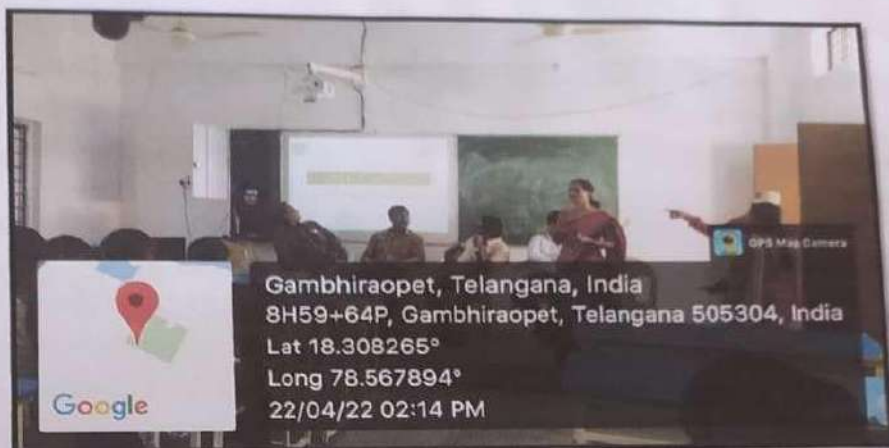 GPS Map Camera
Gambhiraopet, Telangana, India
8H59+64P, Gambhiraopet, Telangana 505304, India
Lat 18.308265°
Long 78.567894°
22/04/22 02:14 PM
Google